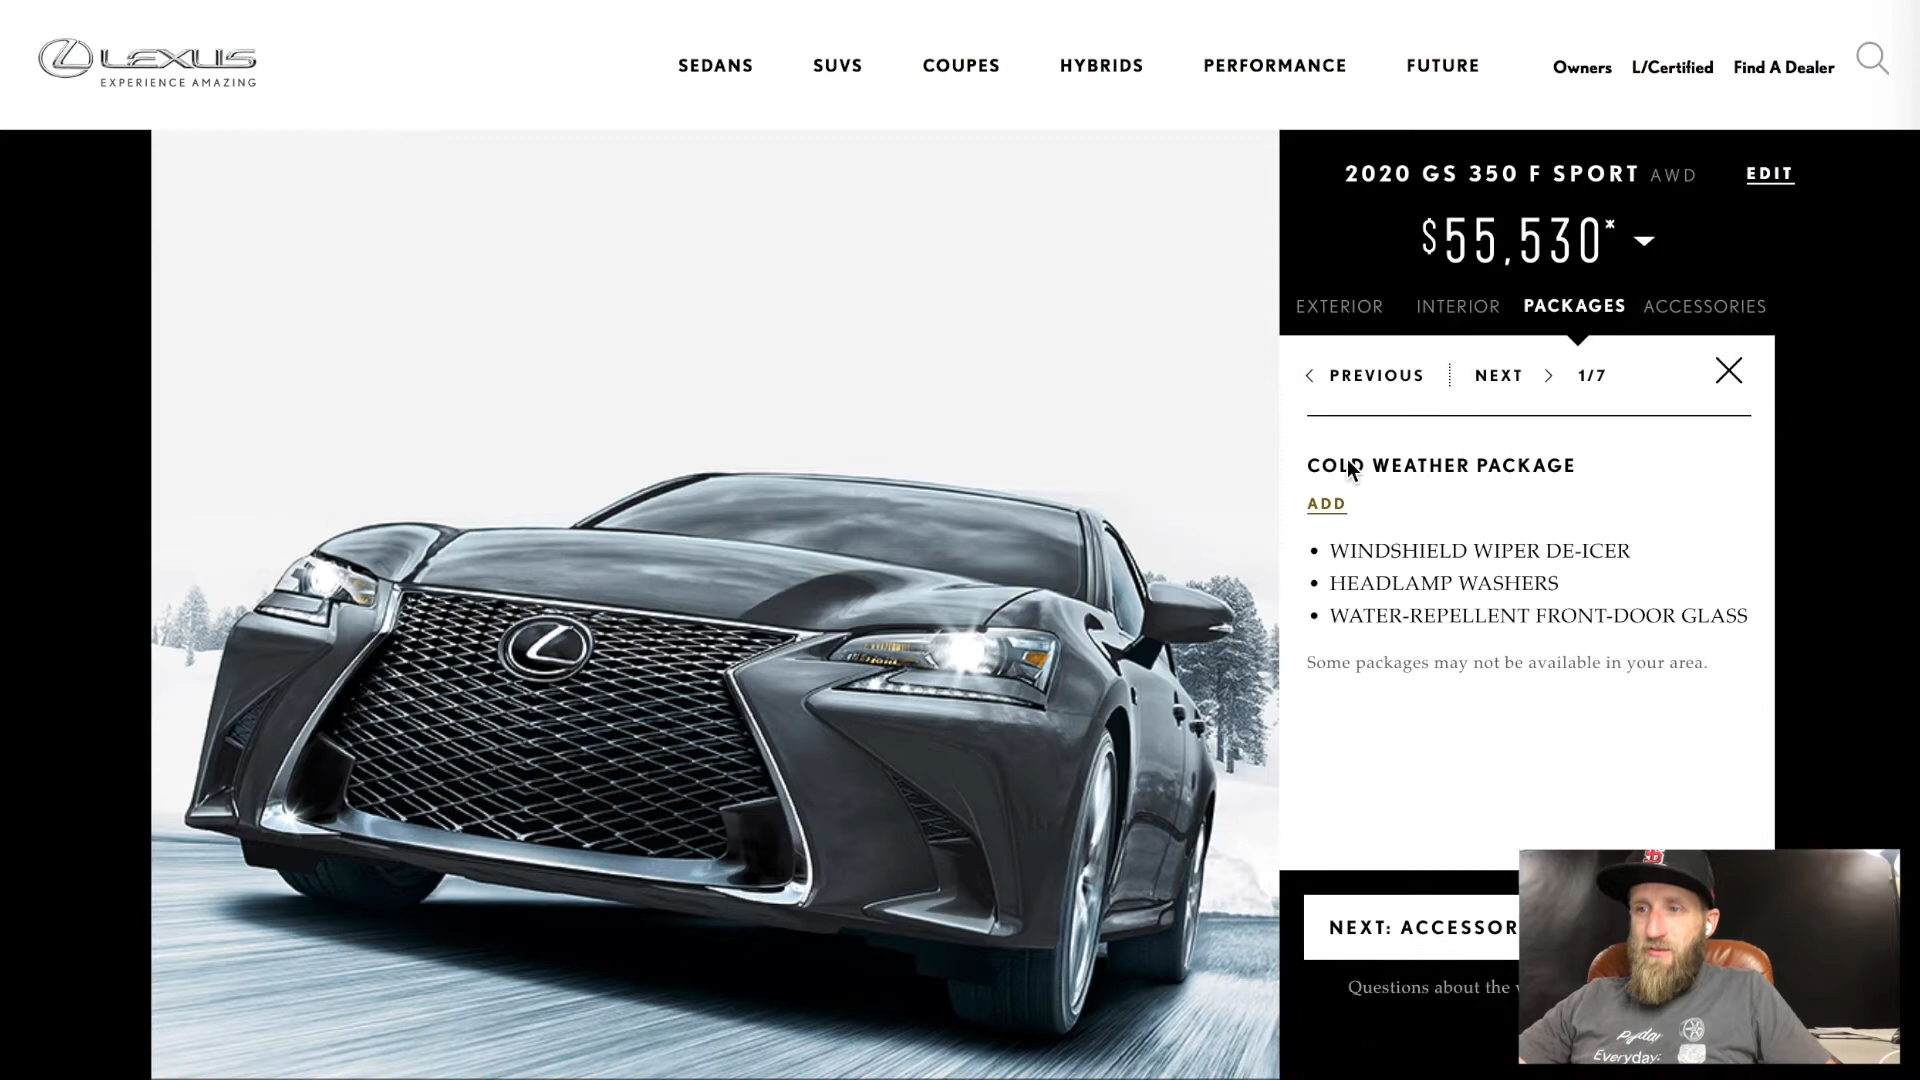 LEXUS
EXPERIENCE AMAZING
SEDANS SUVS COUPES HYBRIDS PERFORMANCE FUTURE Owners L/Certified Find A Dealer
2020 GS 350 F SPORT AWD EDIT
$55,530*
EXTERIOR INTERIOR PACKAGES ACCESSORIES
PREVIOUS NEXT 1/7
COLD WEATHER PACKAGE
ADD
• WINDSHIELD WIPER DE-ICER
• HEADLAMP WASHERS
• WATER-REPELLENT FRONT-DOOR GLASS
Some packages may not be available in your area.
NEXT: ACCESSOR
Questions about the
Everyday